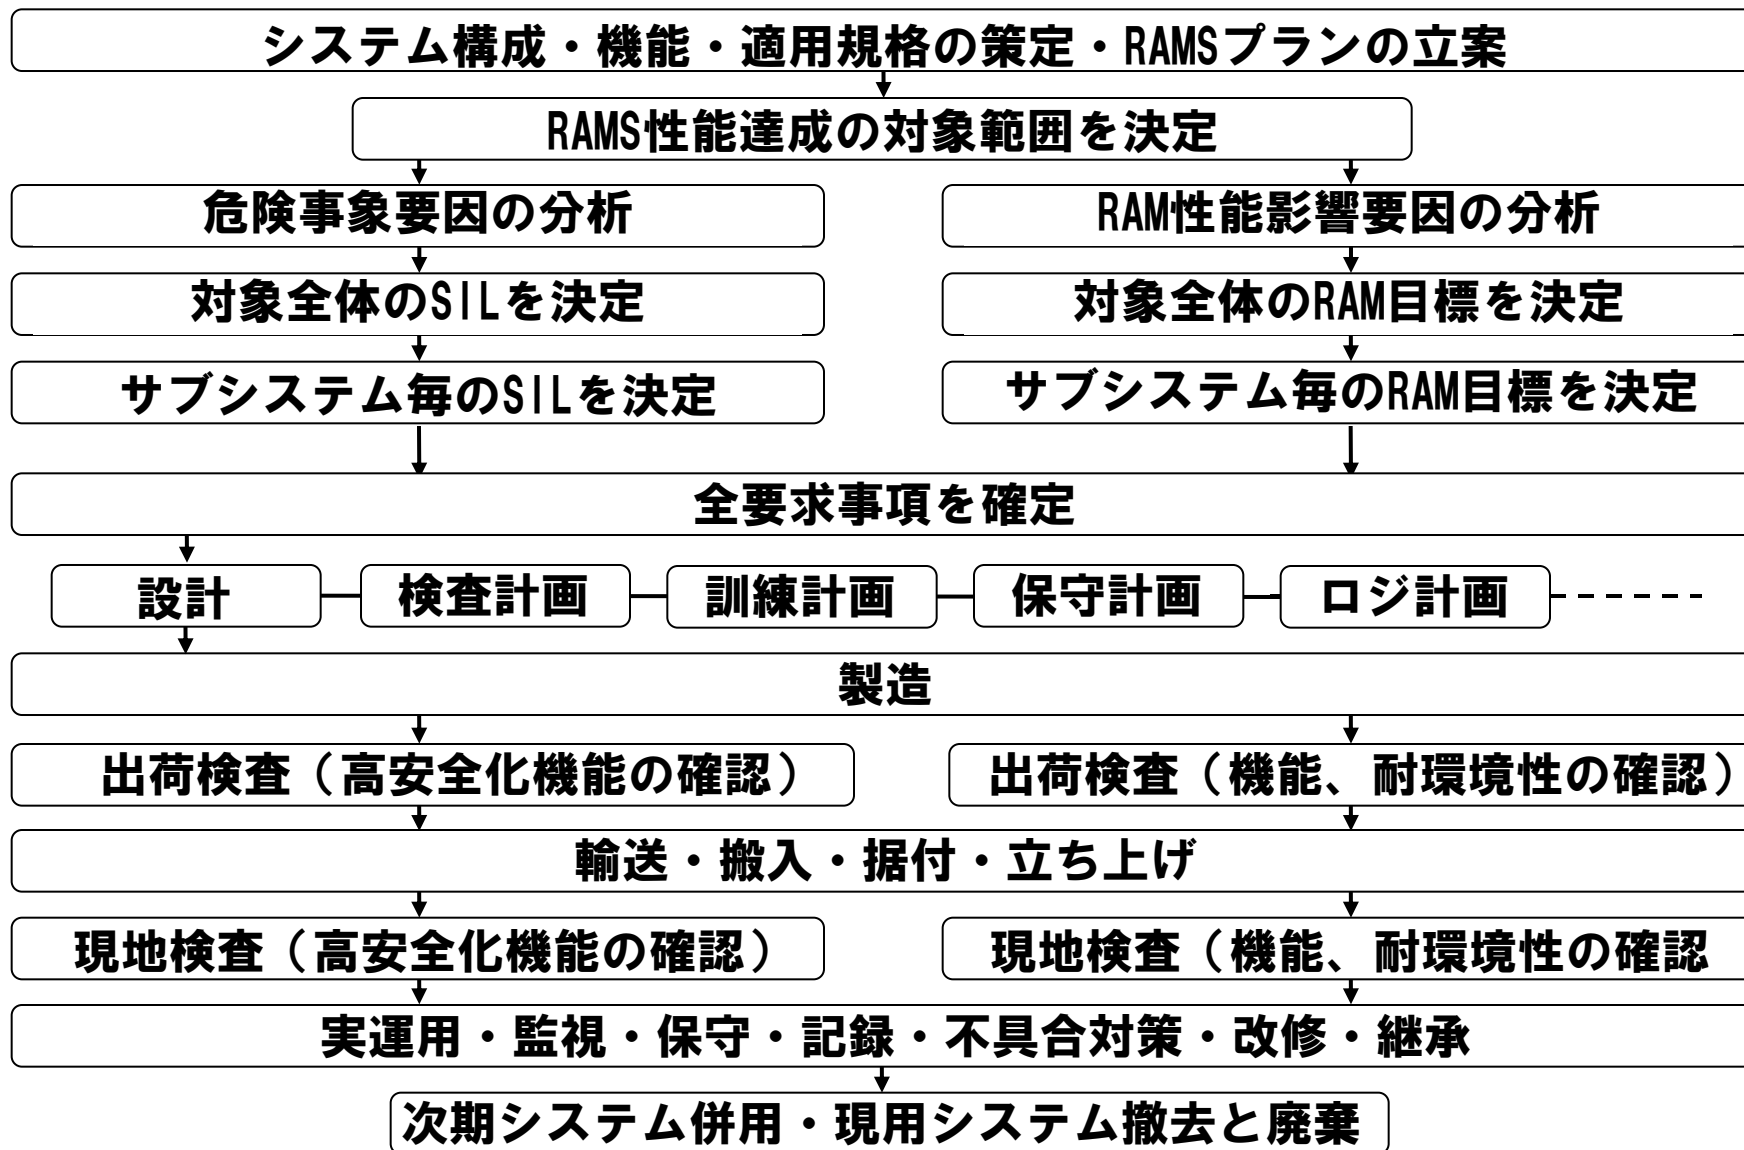 システム構成・機能・適用規格の策定・RAMSプランの立案
RAMS性能達成の対象範囲を決定
危険事象要因の分析
RAM性能影響要因の分析
対象全体のSILを決定
対象全体のRAM目標を決定
サブシステム毎のSILを決定
サブシステム毎のRAM目標を決定
全要求事項を確定
設計
検査計画
訓練計画
保守計画
ロジ計画
製造
出荷検査（高安全化機能の確認）
出荷検査（機能、耐環境性の確認）
輸送・搬入・据付・立ち上げ
現地検査（高安全化機能の確認）
現地検査（機能、耐環境性の確認
実運用・監視・保守・記録・不具合対策・改修・継承
次期システム併用・現用システム撤去と廃棄